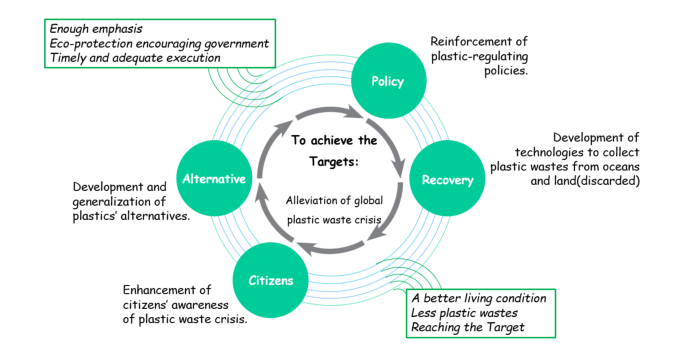 Enough emphasis
Eco-protection encouraging government
Timely and adequate execution
Reinforcement of
plastic-regulating
policies.
Policy
To achieve the
Targets:
Alleviation of global
plastic waste crisis
Development of
technologies to collect
plastic wastes from oceans
and land(discarded)
Recovery
Alternative
Development and
generalization of
plastics' alternatives.
Citizens
Enhancement of
citizens' awareness
of plastic waste crisis.
A better living condition
Less plastic wastes
Reaching the Target